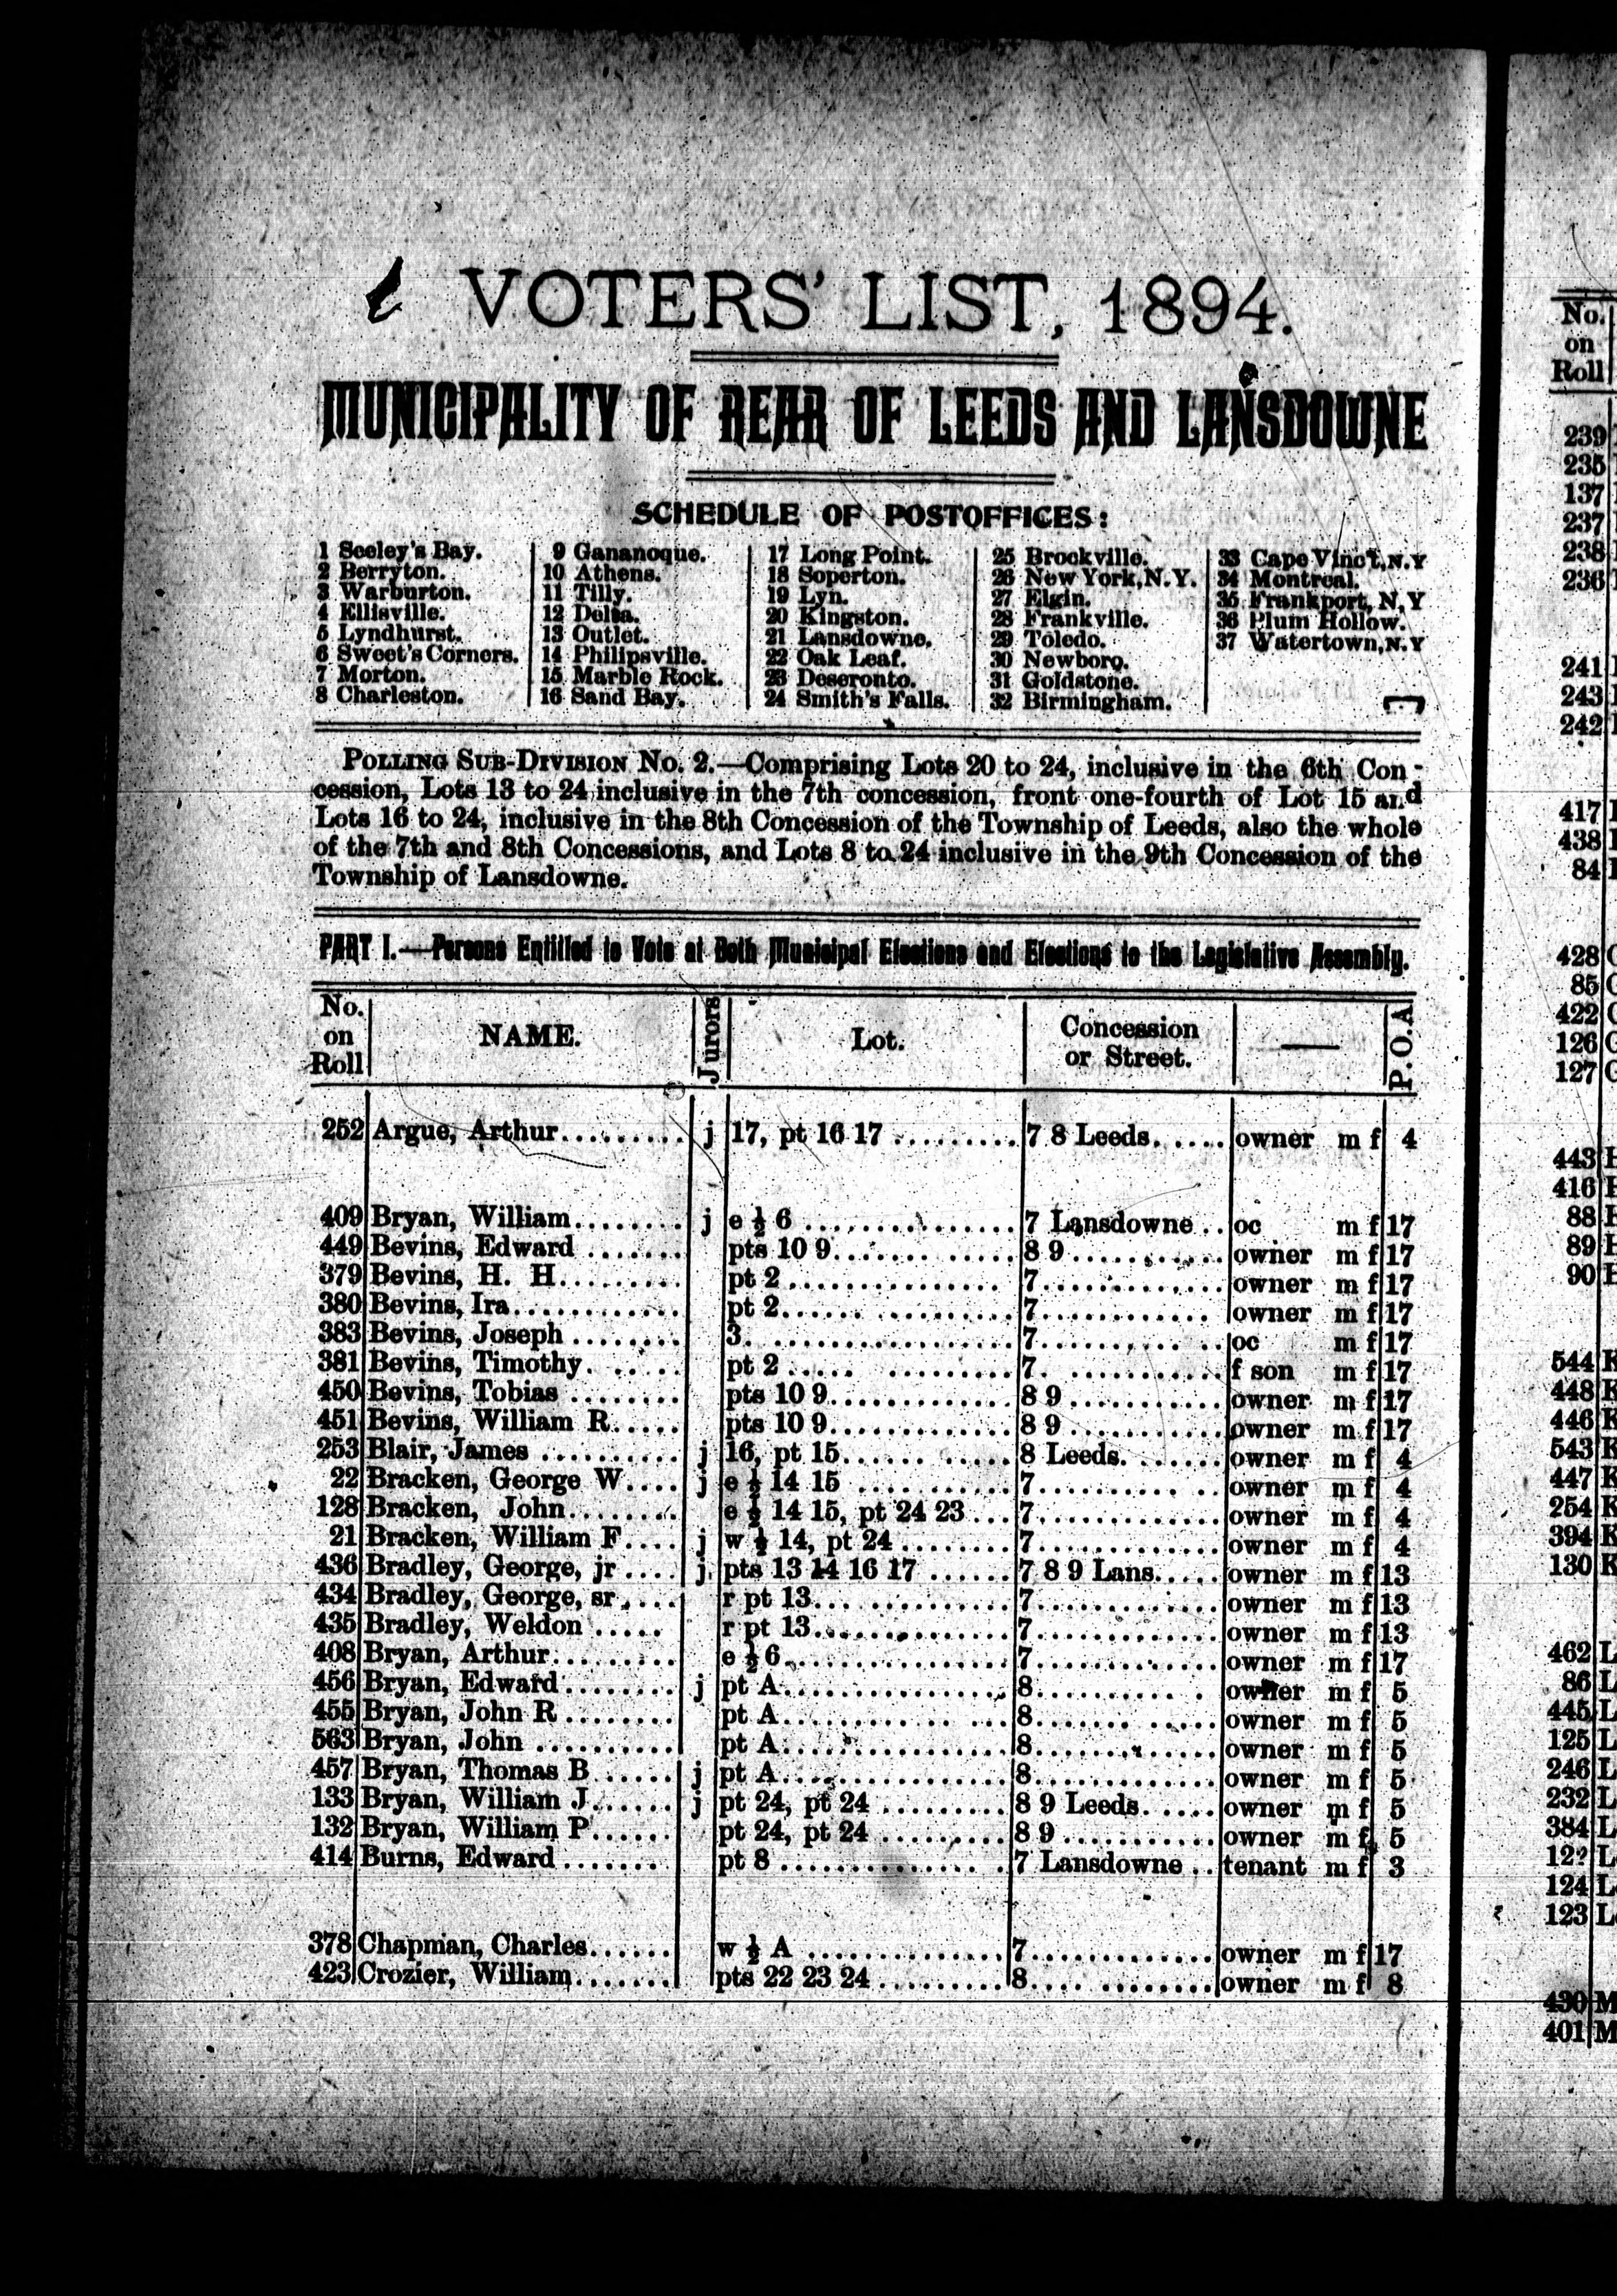 VOTERS' LIST, 1894.
MUNICIPALITY OF REAR OF LEEDS AND LANSDOWNE
SCHEDULE OF POSTOFFICES:
1 Seeley's Bay.
2 Berryton.
3 Warburton.
4 Ellisville.
5 Lyndhurst.
6 Sweet's Corners.
7 Morton.
8 Charleston.
9 Gananoque.
10 Athens.
11 Tilly.
12 Delta.
13 Outlet.
14 Philipsville.
15 Marble Rock.
16 Sand Bay.
17 Long Point.
18 Soperton.
19 Lyn.
20 Kingston.
21 Lansdowne.
22 Oak Leaf.
23 Deseronto.
24 Smith's Falls.
25 Brockville.
26 New York, N.Y.
27 Elgin.
28 Frankville.
29 Toledo.
30 Newboro.
31 Goldstone.
32 Birmingham.
33 Cape Vinc't, N.Y
34 Montreal.
35 Frankport, N,Y
36 Plum Hollow.
37 Watertown, N.Y
POLLING SUB-DIVISION NO. 2.—Comprising Lots 20 to 24, inclusive in the 6th Con-
cession, Lots 13 to 24 inclusive in the 7th concession, front one-fourth of Lot 15 and
Lots 16 to 24, inclusive in the 8th Concession of the Township of Leeds, also the whole
of the 7th and 8th Concessions, and Lots 8 to 24 inclusive in the 9th Concession of the
Township of Lansdowne.
PART I.—Persons Entitled to Vote at Both Municipal Elections and Elections to the Legislative Assembly.
No. on Roll | NAME. | Jurors | Lot. | Concession or Street. | — | P.O.A
252 Argue, Arthur......... j 17, pt 16 17 ......... 7 8 Leeds...... owner m f 4
409 Bryan, William........ j e ½ 6 ............... 7 Lansdowne .. oc m f 17
449 Bevins, Edward ....... pts 10 9............. 8 9........... owner m f 17
379 Bevins, H. H......... pt 2................ 7............. owner m f 17
380 Bevins, Ira............ pt 2................ 7............. owner m f 17
383 Bevins, Joseph ........ 3................... 7............. oc m f 17
381 Bevins, Timothy...... pt 2................ 7............. f son m f 17
450 Bevins, Tobias ........ pts 10 9............. 8 9........... owner m f 17
451 Bevins, William R..... pts 10 9............. 8 9........... owner m f 17
253 Blair, James .......... j 16, pt 15............ 8 Leeds....... owner m f 4
22 Bracken, George W.... j e ½ 14 15 ........... 7............. owner m f 4
128 Bracken, John........ e ½ 14 15, pt 24 23... 7............. owner m f 4
21 Bracken, William F.... j w ½ 14, pt 24 ........ 7............. owner m f 4
436 Bradley, George, jr .... j pts 13 14 16 17 ...... 7 8 9 Lans..... owner m f 13
434 Bradley, George, sr.... r pt 13.............. 7............. owner m f 13
435 Bradley, Weldon ..... r pt 13.............. 7............. owner m f 13
408 Bryan, Arthur......... e ½ 6............... 7............. owner m f 17
456 Bryan, Edward........ j pt A................ 8............. owner m f 5
455 Bryan, John R ........ pt A................ 8............. owner m f 5
563 Bryan, John .......... pt A................ 8............. owner m f 5
457 Bryan, Thomas B ...... j pt A................ 8............. owner m f 5
133 Bryan, William J...... j pt 24, pt 24 ......... 8 9 Leeds..... owner m f 5
132 Bryan, William P...... pt 24, pt 24 ......... 8 9........... owner m f 5
414 Burns, Edward ....... pt 8 ............... 7 Lansdowne .. tenant m f 3
378 Chapman, Charles...... w ½ A .............. 7............. owner m f 17
423 Crozier, William....... pts 22 23 24 ......... 8............. owner m f 8
No.
on
Roll
239
235
137
237
238
236
241
243
242
417
438
84
428
85
422
126
127
443
416
88
89
90
544
448
446
543
447
254
394
130
462
86
445
125
246
232
384
12?
124
123
430
401